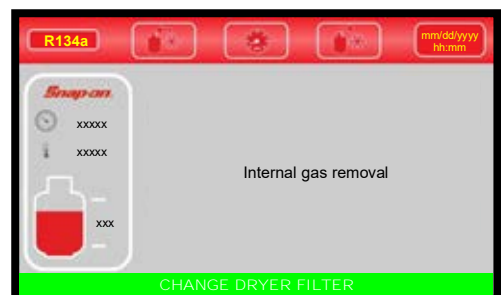 R134a
mm/dd/yyyy
hh:mm
Snap-on
xxxxx
xxxxx
xxx
Internal gas removal
CHANGE DRYER FILTER